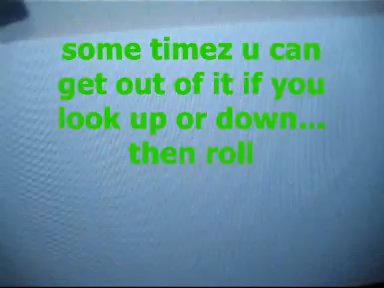 some timez u can
get out of it if you
look up or down...
then roll